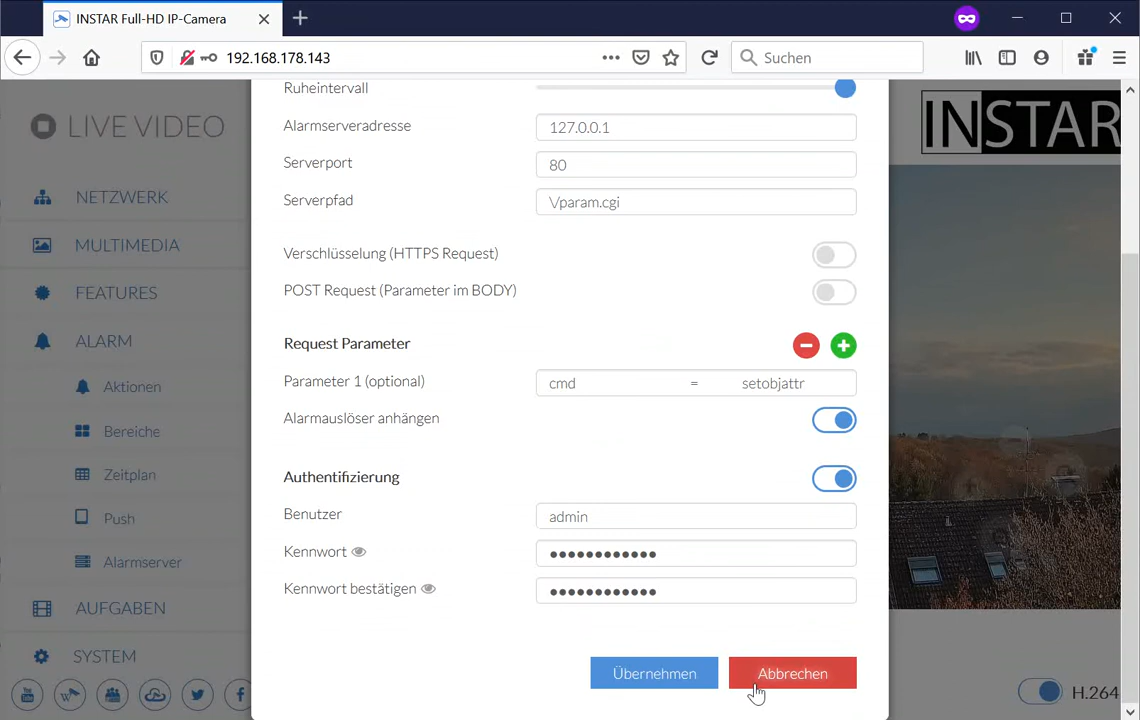 INSTAR Full-HD IP-Camera
192.168.178.143
Suchen
LIVE VIDEO
NETZWERK
MULTIMEDIA
FEATURES
ALARM
Aktionen
Bereiche
Zeitplan
Push
Alarmserver
AUFGABEN
SYSTEM
Ruheintervall
Alarmserveradresse 127.0.0.1
Serverport 80
Serverpfad \/param.cgi
Verschlüsselung (HTTPS Request)
POST Request (Parameter im BODY)
Request Parameter
Parameter 1 (optional) cmd = setobjattr
Alarmauslöser anhängen
Authentifizierung
Benutzer admin
Kennwort ••••••••••••
Kennwort bestätigen ••••••••••••
Übernehmen Abbrechen
INSTAR
H.264